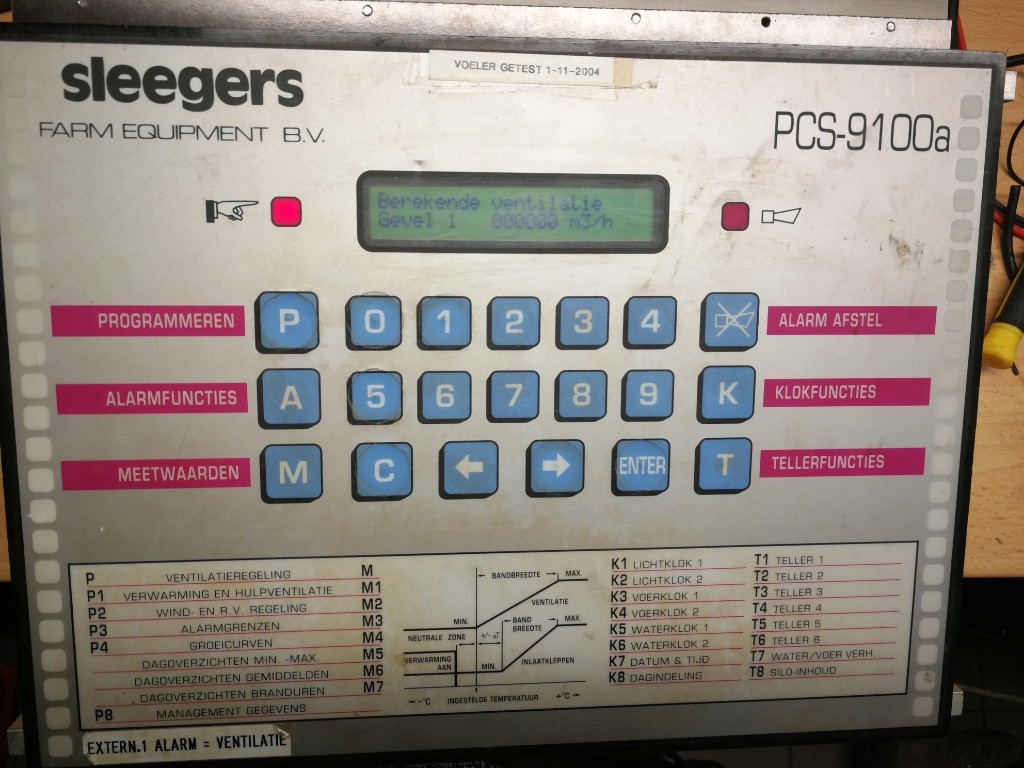 sleegers
FARM EQUIPMENT B.V.
VOELER GETEST 1-11-2004
PCS-9100a
Berekende ventilatie
Gevel 1 000000 m3/h
PROGRAMMEREN P 0 1 2 3 4 ALARM AFSTEL
ALARMFUNCTIES A 5 6 7 8 9 K KLOKFUNCTIES
MEETWAARDEN M C ← → ENTER T TELLERFUNCTIES
P VENTILATIEREGELING M
P1 VERWARMING EN HULPVENTILATIE M1
P2 WIND- EN R.V. REGELING M2
P3 ALARMGRENZEN M3
P4 GROEICURVEN M4
DAGOVERZICHTEN MIN. -MAX M5
DAGOVERZICHTEN GEMIDDELDEN M6
DAGOVERZICHTEN BRANDUREN M7
P8 MANAGEMENT GEGEVENS
BANDBREEDTE MAX.
VENTILATIE
MIN.
BAND
BREEDTE
MAX.
NEUTRALE ZONE +/- ΔT
VERWARMING
AAN
MIN.
INLAATKLEPPEN
←-°C INGESTELDE TEMPERATUUR +°C→
K1 LICHTKLOK 1
K2 LICHTKLOK 2
K3 VOERKLOK 1
K4 VOERKLOK 2
K5 WATERKLOK 1
K6 WATERKLOK 2
K7 DATUM & TIJD
K8 DAGINDELING
T1 TELLER 1
T2 TELLER 2
T3 TELLER 3
T4 TELLER 4
T5 TELLER 5
T6 TELLER 6
T7 WATER/VOER VERH.
T8 SILO-INHOUD
EXTERN.1 ALARM = VENTILATIE